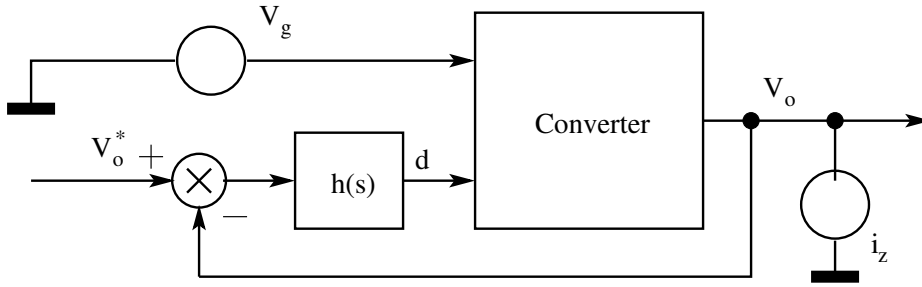 V_g
Converter
V_o
V_o^*
+
−
h(s)
d
i_z